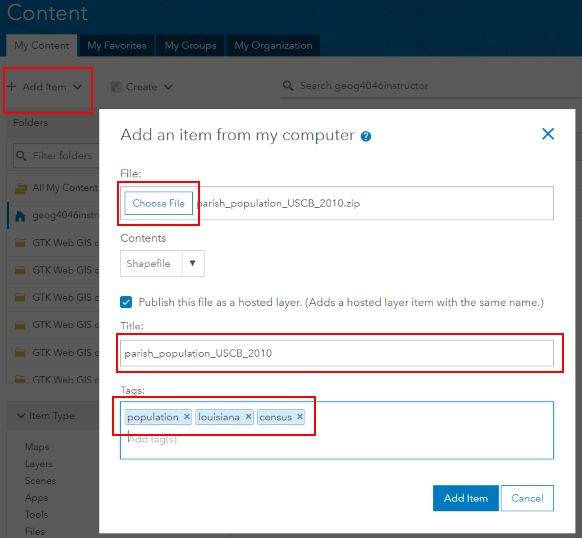 Content
My Content My Favorites My Groups My Organization
+ Add Item Create Search geog4046instructor
Folders
Filter folders
All My Content
geog4046instru
GTK Web GIS c
GTK Web GIS c
GTK Web GIS c
GTK Web GIS c
GTK Web GIS c
GTK Web GIS c
Item Type
Maps
Layers
Scenes
Apps
Tools
Files
Add an item from my computer ?
File:
Choose File parish_population_USCB_2010.zip
Contents
Shapefile
Publish this file as a hosted layer. (Adds a hosted layer item with the same name.)
Title:
parish_population_USCB_2010
Tags:
population × louisiana × census ×
Add tag(s)
Add Item Cancel